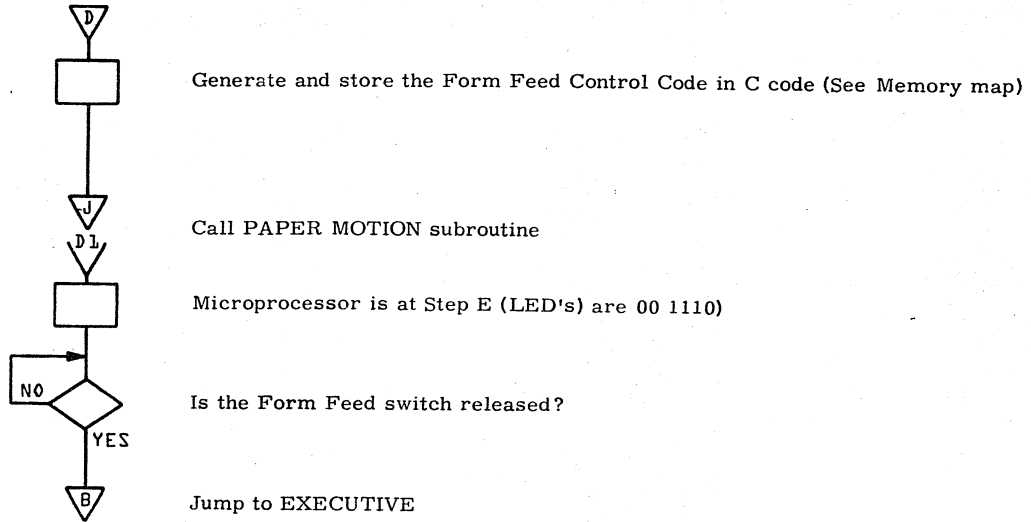 D
Generate and store the Form Feed Control Code in C code (See Memory map)
J
Call PAPER MOTION subroutine
D1
Microprocessor is at Step E (LED's) are 00 1110)
NO
Is the Form Feed switch released?
YES
B
Jump to EXECUTIVE